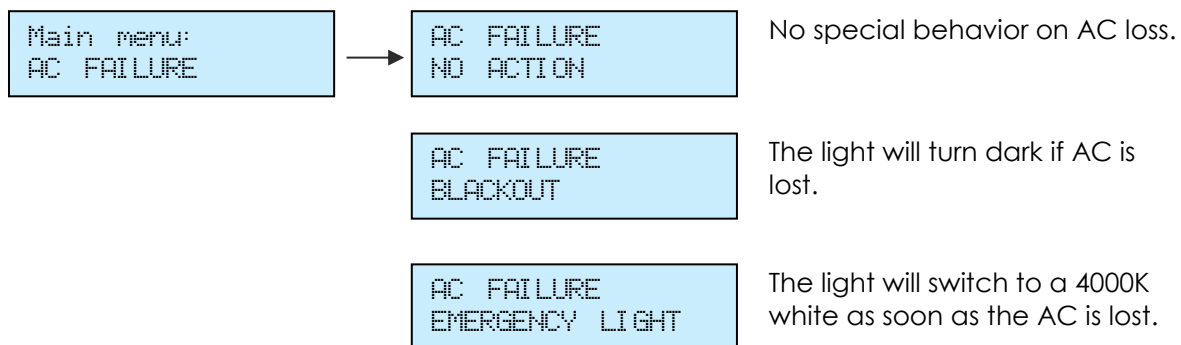 Main menu:
AC FAILURE
AC FAILURE
NO ACTION
No special behavior on AC loss.
AC FAILURE
BLACKOUT
The light will turn dark if AC is
lost.
AC FAILURE
EMERGENCY LIGHT
The light will switch to a 4000K
white as soon as the AC is lost.